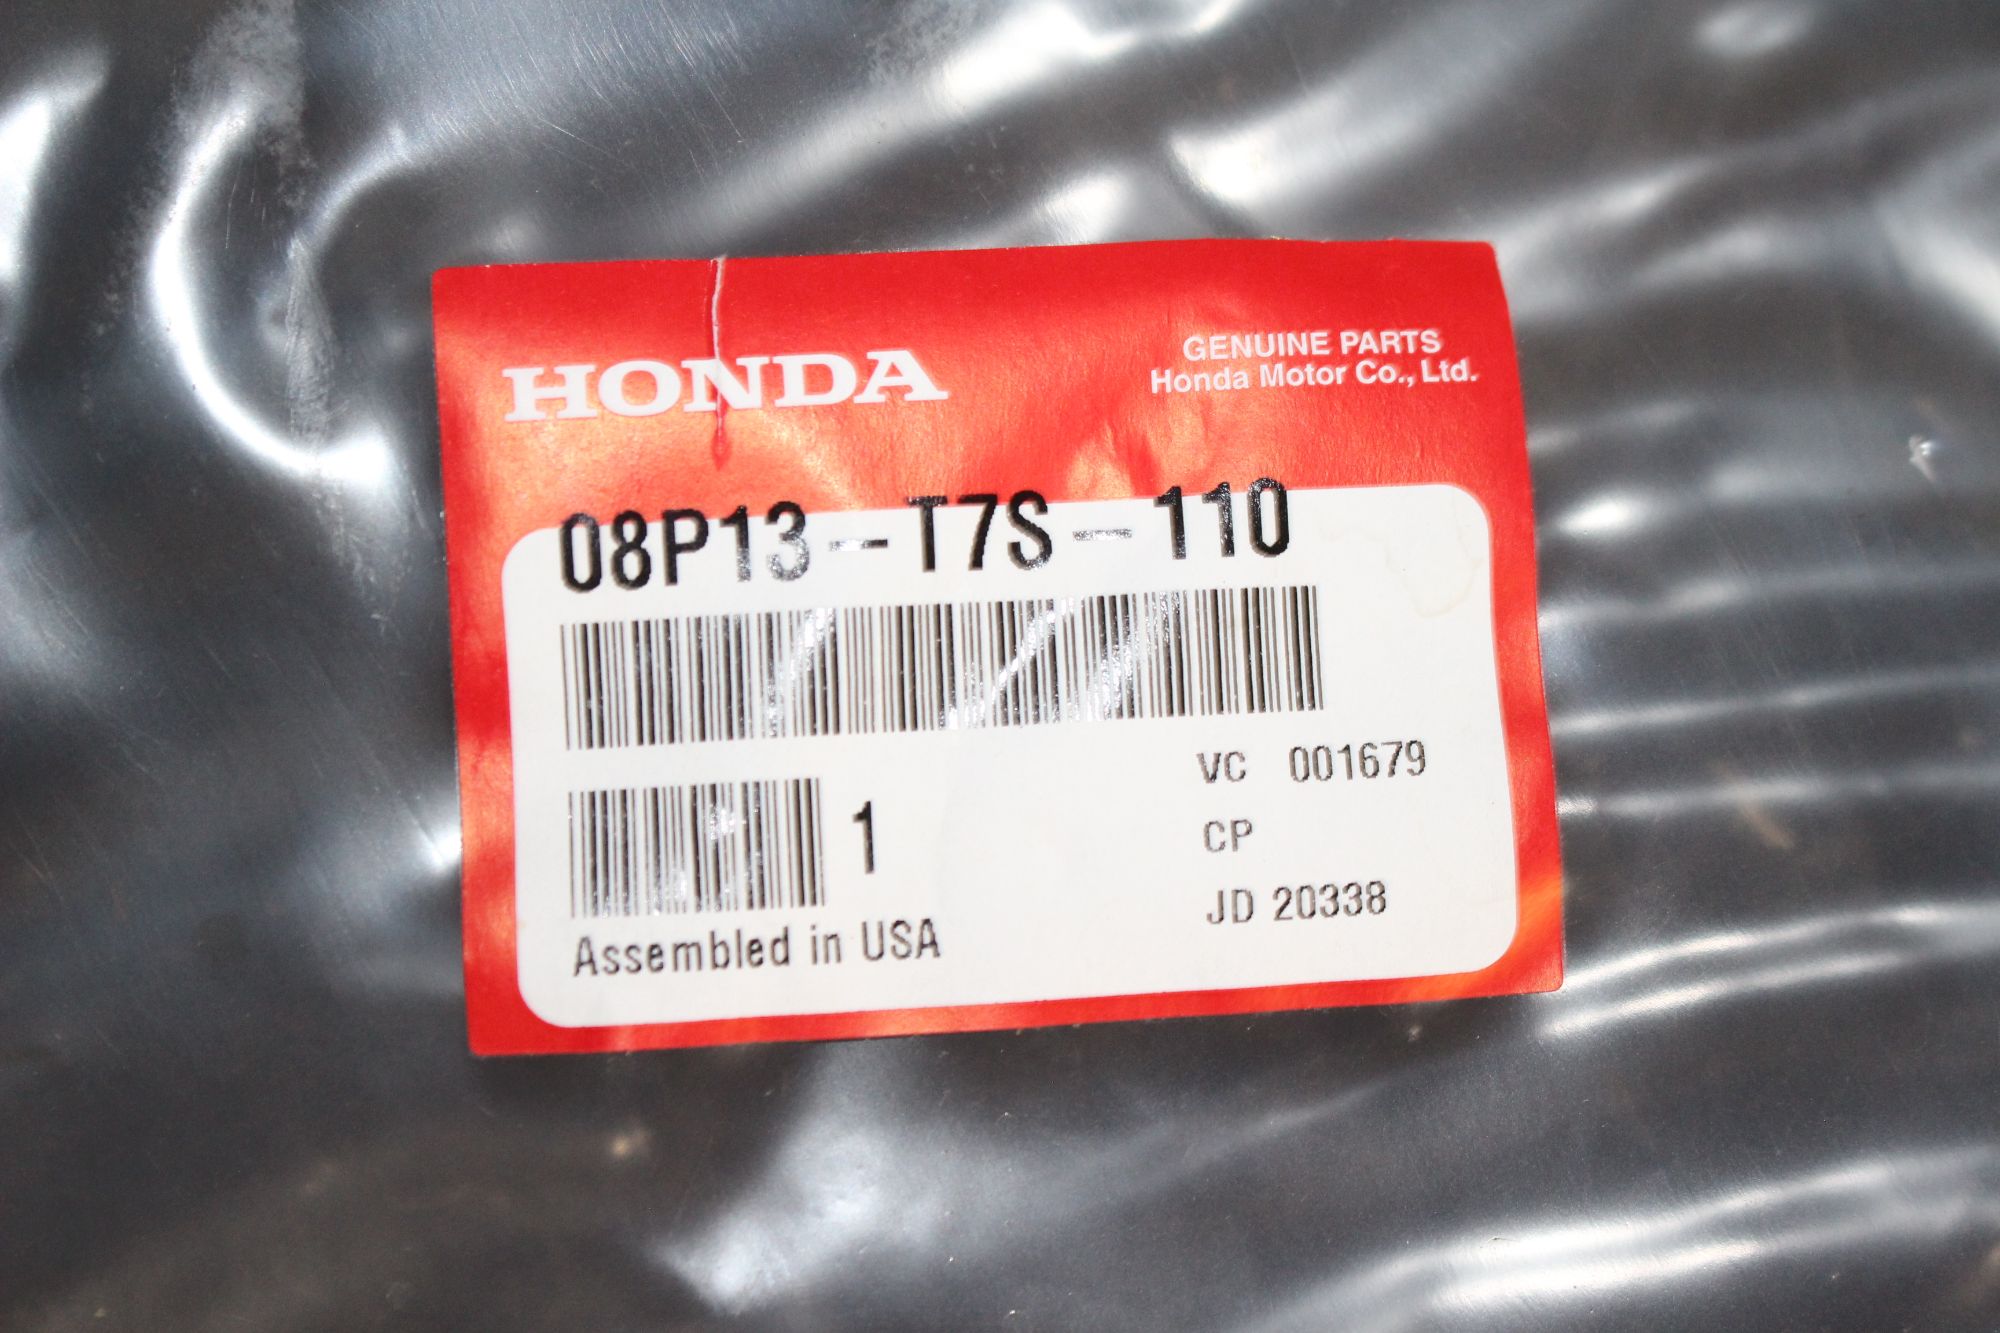 HONDA
GENUINE PARTS
Honda Motor Co., Ltd.
08P13-T7S-110
1
VC 001679
CP
JD 20338
Assembled in USA